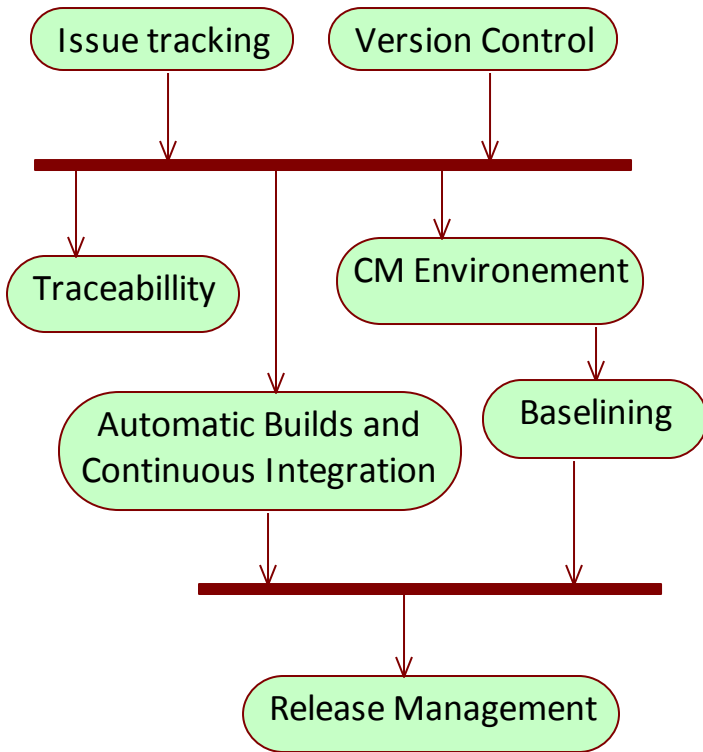 Issue tracking
Version Control
Traceabillity
CM Environement
Automatic Builds and
Continuous Integration
Baselining
Release Management